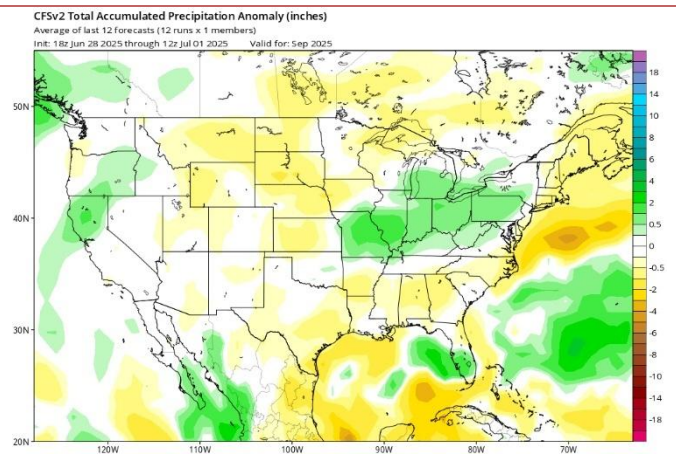 CFSv2 Total Accumulated Precipitation Anomaly (inches)
Average of last 12 forecasts (12 runs x 1 members)
Init: 18z Jun 28 2025 through 12z Jul 01 2025 Valid for: Sep 2025
50N
40N
30N
20N
120W 110W 100W 90W 80W 70W
18
14
10
8
6
4
2
0.5
0
-0.5
-2
-4
-6
-8
-10
-14
-18